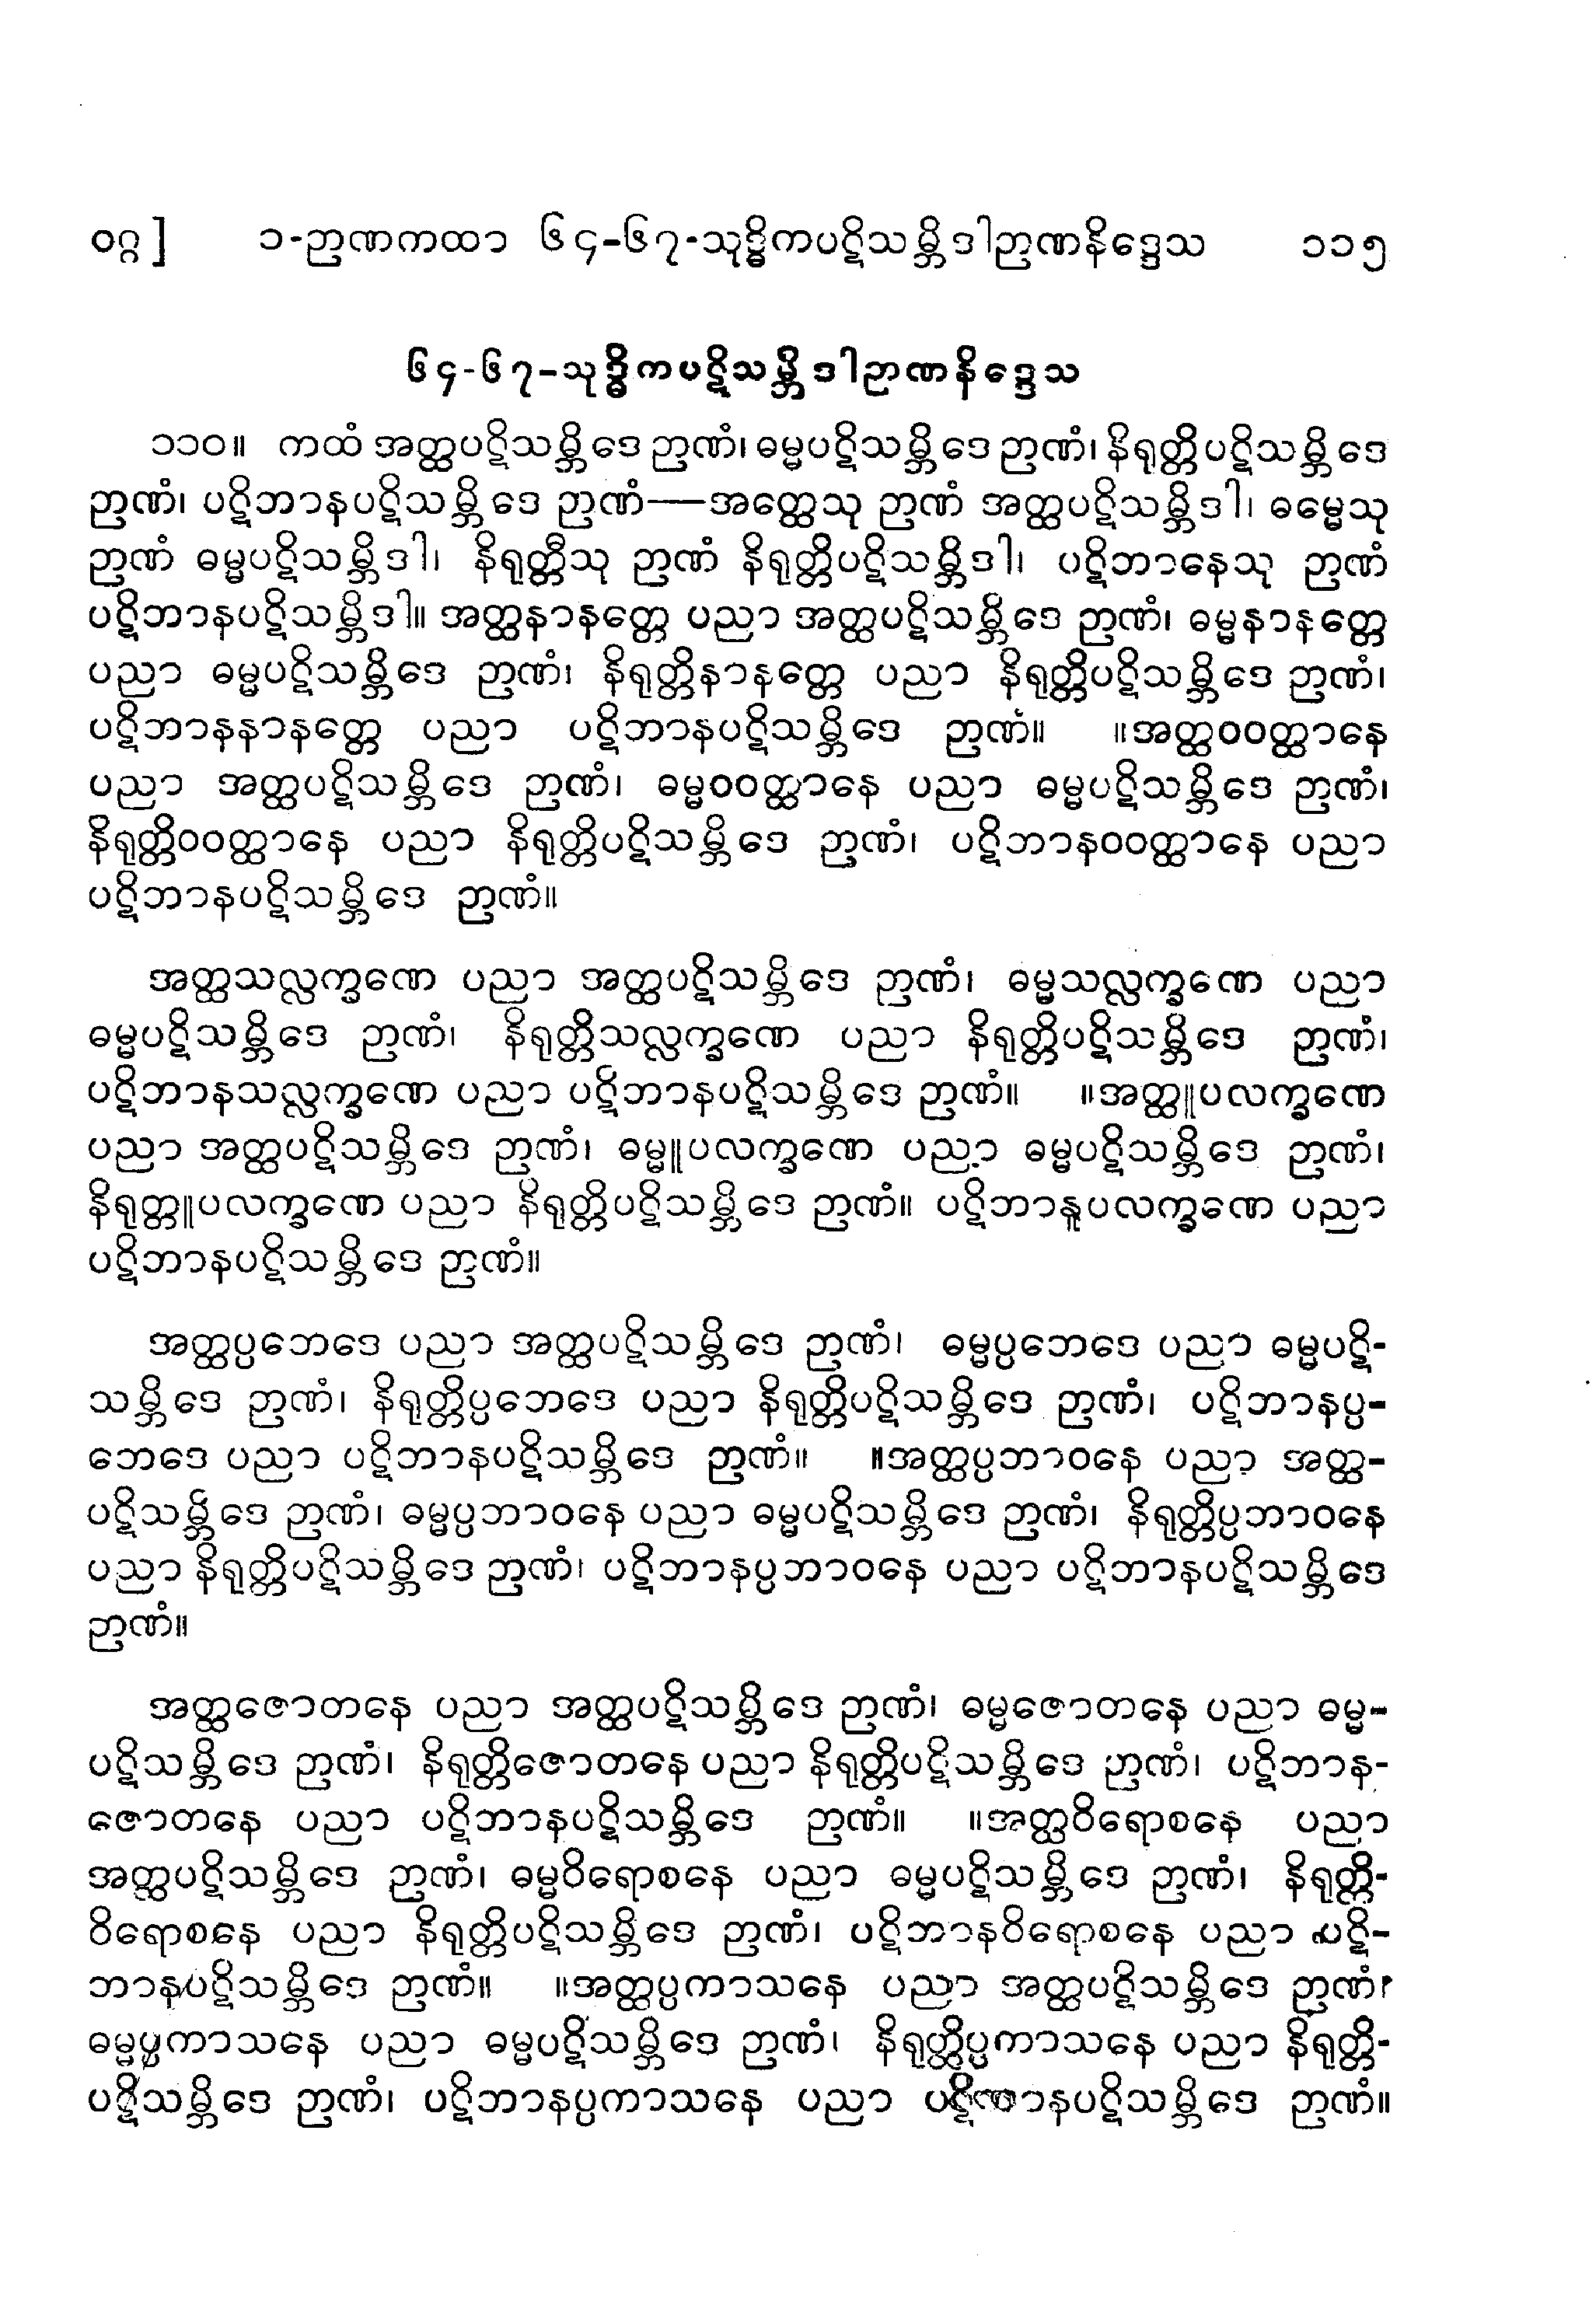 ဝဂ္ဂ] ၁-ဉာဏကထာ ၆၄-၆၇-သုဒ္ဓိကပဋိသမ္ဘိဒါဉာဏနိဒ္ဒေသ ၁၁၅
၆၄-၆၇-သုဒ္ဓိကပဋိသမ္ဘိဒါဉာဏနိဒ္ဒေသ
၁၁၀။ ကထံ အတ္ထပဋိသမ္ဘိဒေ ဉာဏံ၊ ဓမ္မပဋိသမ္ဘိဒေ ဉာဏံ၊ နိရုတ္တိပဋိသမ္ဘိဒေ
ဉာဏံ၊ ပဋိဘာနပဋိသမ္ဘိဒေ ဉာဏံ—အတ္ထေသု ဉာဏံ အတ္ထပဋိသမ္ဘိဒါ၊ ဓမ္မေသု
ဉာဏံ ဓမ္မပဋိသမ္ဘိဒါ၊ နိရုတ္တီသု ဉာဏံ နိရုတ္တိပဋိသမ္ဘိဒါ၊ ပဋိဘာနေသု ဉာဏံ
ပဋိဘာနပဋိသမ္ဘိဒါ။ အတ္ထနာနတ္တေ ပညာ အတ္ထပဋိသမ္ဘိဒေ ဉာဏံ၊ ဓမ္မနာနတ္တေ
ပညာ ဓမ္မပဋိသမ္ဘိဒေ ဉာဏံ၊ နိရုတ္တိနာနတ္တေ ပညာ နိရုတ္တိပဋိသမ္ဘိဒေ ဉာဏံ၊
ပဋိဘာနနာနတ္တေ ပညာ ပဋိဘာနပဋိသမ္ဘိဒေ ဉာဏံ။ ။အတ္ထဝဝတ္ထာနေ
ပညာ အတ္ထပဋိသမ္ဘိဒေ ဉာဏံ၊ ဓမ္မဝဝတ္ထာနေ ပညာ ဓမ္မပဋိသမ္ဘိဒေ ဉာဏံ၊
နိရုတ္တိဝဝတ္ထာနေ ပညာ နိရုတ္တိပဋိသမ္ဘိဒေ ဉာဏံ၊ ပဋိဘာနဝဝတ္ထာနေ ပညာ
ပဋိဘာနပဋိသမ္ဘိဒေ ဉာဏံ။
အတ္ထသလ္လက္ခဏေ ပညာ အတ္ထပဋိသမ္ဘိဒေ ဉာဏံ၊ ဓမ္မသလ္လက္ခဏေ ပညာ
ဓမ္မပဋိသမ္ဘိဒေ ဉာဏံ၊ နိရုတ္တိသလ္လက္ခဏေ ပညာ နိရုတ္တိပဋိသမ္ဘိဒေ ဉာဏံ၊
ပဋိဘာနသလ္လက္ခဏေ ပညာ ပဋိဘာနပဋိသမ္ဘိဒေ ဉာဏံ။ ။အတ္ထူပလက္ခဏေ
ပညာ အတ္ထပဋိသမ္ဘိဒေ ဉာဏံ၊ ဓမ္မူပလက္ခဏေ ပညာ ဓမ္မပဋိသမ္ဘိဒေ ဉာဏံ၊
နိရုတ္တူပလက္ခဏေ ပညာ နိရုတ္တိပဋိသမ္ဘိဒေ ဉာဏံ။ ပဋိဘာနူပလက္ခဏေ ပညာ
ပဋိဘာနပဋိသမ္ဘိဒေ ဉာဏံ။
အတ္ထပ္ပဘေဒေ ပညာ အတ္ထပဋိသမ္ဘိဒေ ဉာဏံ၊ ဓမ္မပ္ပဘေဒေ ပညာ ဓမ္မပဋိ-
သမ္ဘိဒေ ဉာဏံ၊ နိရုတ္တိပ္ပဘေဒေ ပညာ နိရုတ္တိပဋိသမ္ဘိဒေ ဉာဏံ၊ ပဋိဘာနပ္ပ-
ဘေဒေ ပညာ ပဋိဘာနပဋိသမ္ဘိဒေ ဉာဏံ။ ။အတ္ထပ္ပဘာဝနေ ပညာ အတ္ထ-
ပဋိသမ္ဘိဒေ ဉာဏံ၊ ဓမ္မပ္ပဘာဝနေ ပညာ ဓမ္မပဋိသမ္ဘိဒေ ဉာဏံ၊ နိရုတ္တိပ္ပဘာဝနေ
ပညာ နိရုတ္တိပဋိသမ္ဘိဒေ ဉာဏံ၊ ပဋိဘာနပ္ပဘာဝနေ ပညာ ပဋိဘာနပဋိသမ္ဘိဒေ
ဉာဏံ။
အတ္ထဇောတနေ ပညာ အတ္ထပဋိသမ္ဘိဒေ ဉာဏံ၊ ဓမ္မဇောတနေ ပညာ ဓမ္မ-
ပဋိသမ္ဘိဒေ ဉာဏံ၊ နိရုတ္တိဇောတနေ ပညာ နိရုတ္တိပဋိသမ္ဘိဒေ ဉာဏံ၊ ပဋိဘာန-
ဇောတနေ ပညာ ပဋိဘာနပဋိသမ္ဘိဒေ ဉာဏံ။ ။အတ္ထဝိရောစနေ ပညာ
အတ္ထပဋိသမ္ဘိဒေ ဉာဏံ၊ ဓမ္မဝိရောစနေ ပညာ ဓမ္မပဋိသမ္ဘိဒေ ဉာဏံ၊ နိရုတ္တိ-
ဝိရောစနေ ပညာ နိရုတ္တိပဋိသမ္ဘိဒေ ဉာဏံ၊ ပဋိဘာနဝိရောစနေ ပညာ ပဋိ-
ဘာနပဋိသမ္ဘိဒေ ဉာဏံ။ ။အတ္ထပ္ပကာသနေ ပညာ အတ္ထပဋိသမ္ဘိဒေ ဉာဏံ၊
ဓမ္မပ္ပကာသနေ ပညာ ဓမ္မပဋိသမ္ဘိဒေ ဉာဏံ၊ နိရုတ္တိပ္ပကာသနေ ပညာ နိရုတ္တိ-
ပဋိသမ္ဘိဒေ ဉာဏံ၊ ပဋိဘာနပ္ပကာသနေ ပညာ ပဋိဘာနပဋိသမ္ဘိဒေ ဉာဏံ။